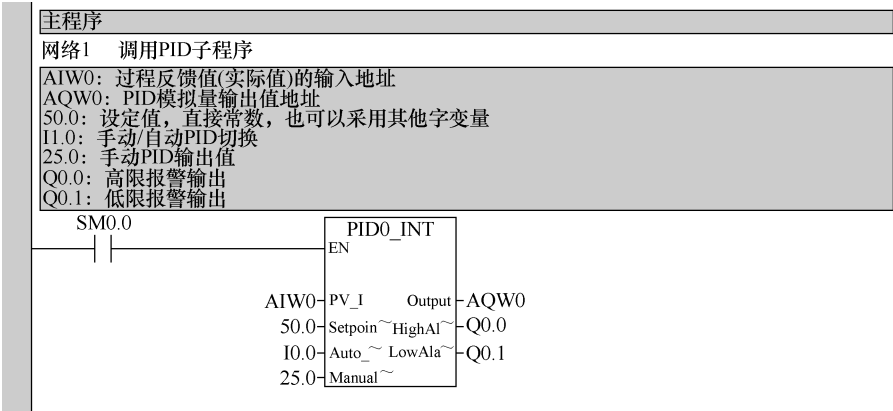 主程序
网络1 调用PID子程序
AIW0：过程反馈值(实际值)的输入地址
AQW0：PID模拟量输出值地址
50.0：设定值，直接常数，也可以采用其他字变量
I1.0：手动/自动PID切换
25.0：手动PID输出值
Q0.0：高限报警输出
Q0.1：低限报警输出
SM0.0
PID0_INT
EN
AIW0 PV_I Output AQW0
50.0 Setpoin~ HighAl~ Q0.0
I0.0 Auto_~ LowAla~ Q0.1
25.0 Manual~